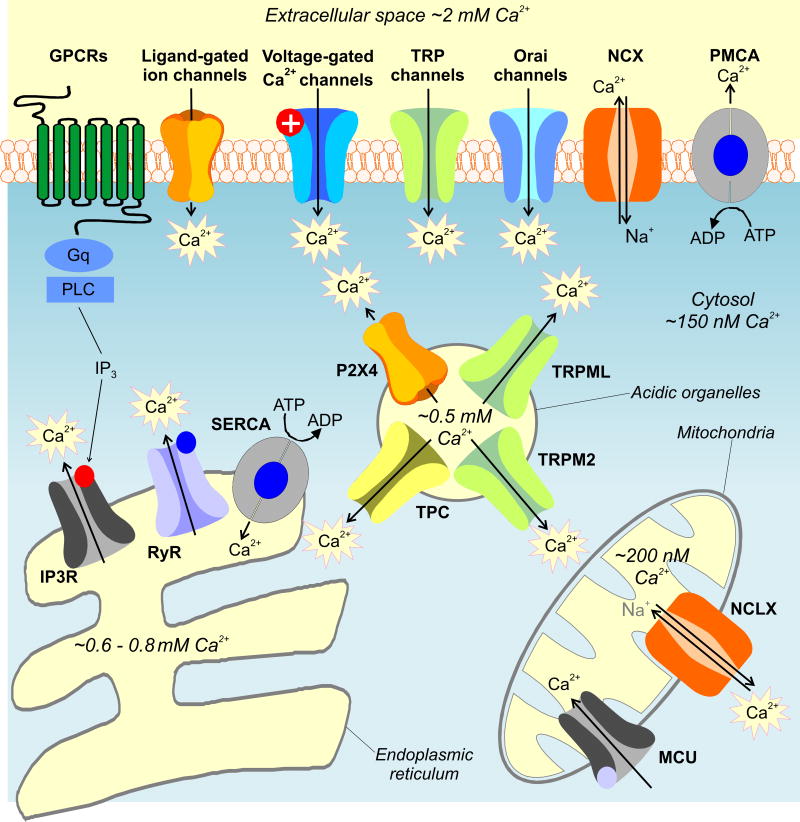 Extracellular space ~2 mM Ca²⁺
GPCRs
Ligand-gated
ion channels
Voltage-gated
Ca²⁺ channels
TRP
channels
Orai
channels
NCX
PMCA
Ca²⁺
Ca²⁺
+
Ca²⁺
Ca²⁺
Ca²⁺
Ca²⁺
Na⁺
ADP
ATP
Gq
PLC
IP₃
Ca²⁺
Ca²⁺
Cytosol
~150 nM Ca²⁺
P2X4
TRPML
Acidic organelles
~0.5 mM
Ca²⁺
Mitochondria
TRPM2
TPC
Ca²⁺
Ca²⁺
Ca²⁺
Ca²⁺
SERCA
ATP
ADP
Ca²⁺
IP3R
RyR
~0.6 - 0.8 mM Ca²⁺
Endoplasmic
reticulum
~200 nM
Ca²⁺
Na⁺
NCLX
Ca²⁺
Ca²⁺
MCU